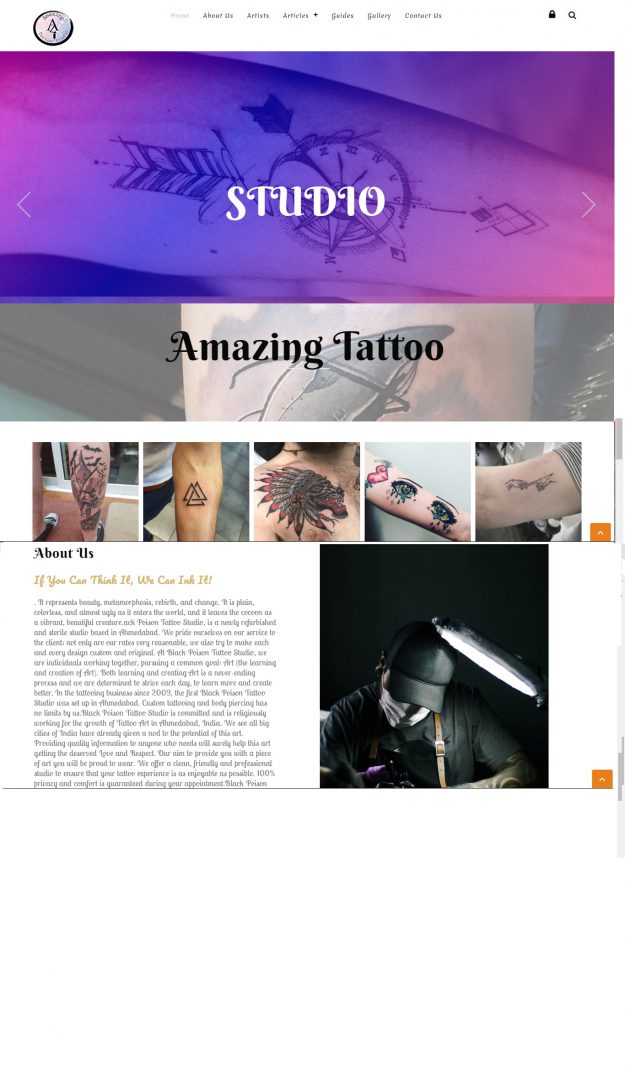 Home About Us Artists Articles + Guides Gallery Contact Us
STUDIO
Amazing Tattoo
About Us
If You Can Think It, We Can Ink It!
. It represents beauty, metamorphosis, rebirth, and change. It is plain,
colorless, and almost ugly as it enters the world, and it leaves the cocoon as
a vibrant, beautiful creature.ack Poison Tattoo Studio, is a newly refurbished
and sterile studio based in Ahmedabad. We pride ourselves on our service to
the client; not only are our rates very reasonable, we also try to make each
and every design custom and original. At Black Poison Tattoo Studio, we
are individuals working together, pursuing a common goal: Art (the learning
and creation of Art). Both learning and creating Art is a never-ending
process and we are determined to strive each day, to learn more and create
better. In the tattooing business since 2009, the first Black Poison Tattoo
Studio was set up in Ahmedabad. Custom tattooing and body piercing has
no limits by us.Black Poison Tattoo Studio is committed and is religiously
working for the growth of Tattoo Art in Ahmedabad, India. We see all big
cities of India have already given a nod to the potential of this art.
Providing quality information to anyone who needs will surely help this art
getting the deserved Love and Respect. Our aim to provide you with a piece
of art you will be proud to wear. We offer a clean, friendly and professional
studio to ensure that your tattoo experience is as enjoyable as possible. 100%
privacy and comfort is guaranteed during your appointment.Black Poison